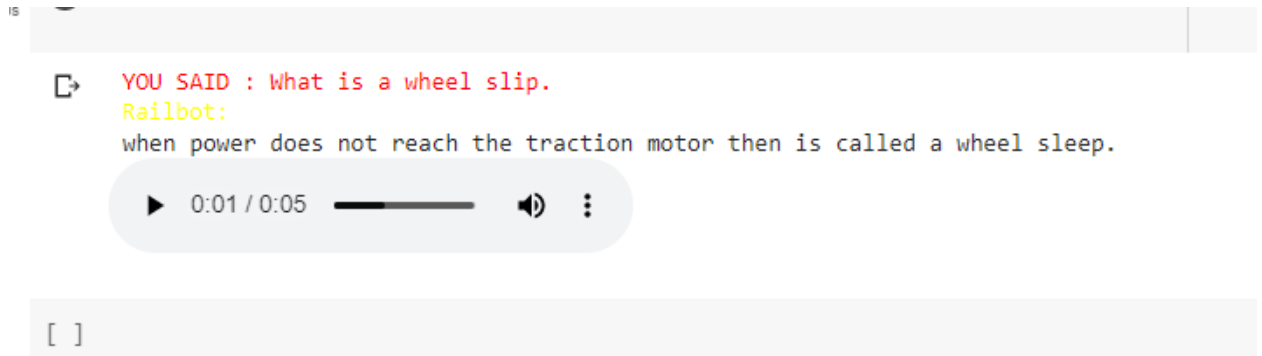 YOU SAID : What is a wheel slip.
Railbot:
when power does not reach the traction motor then is called a wheel sleep.
0:01 / 0:05
[ ]